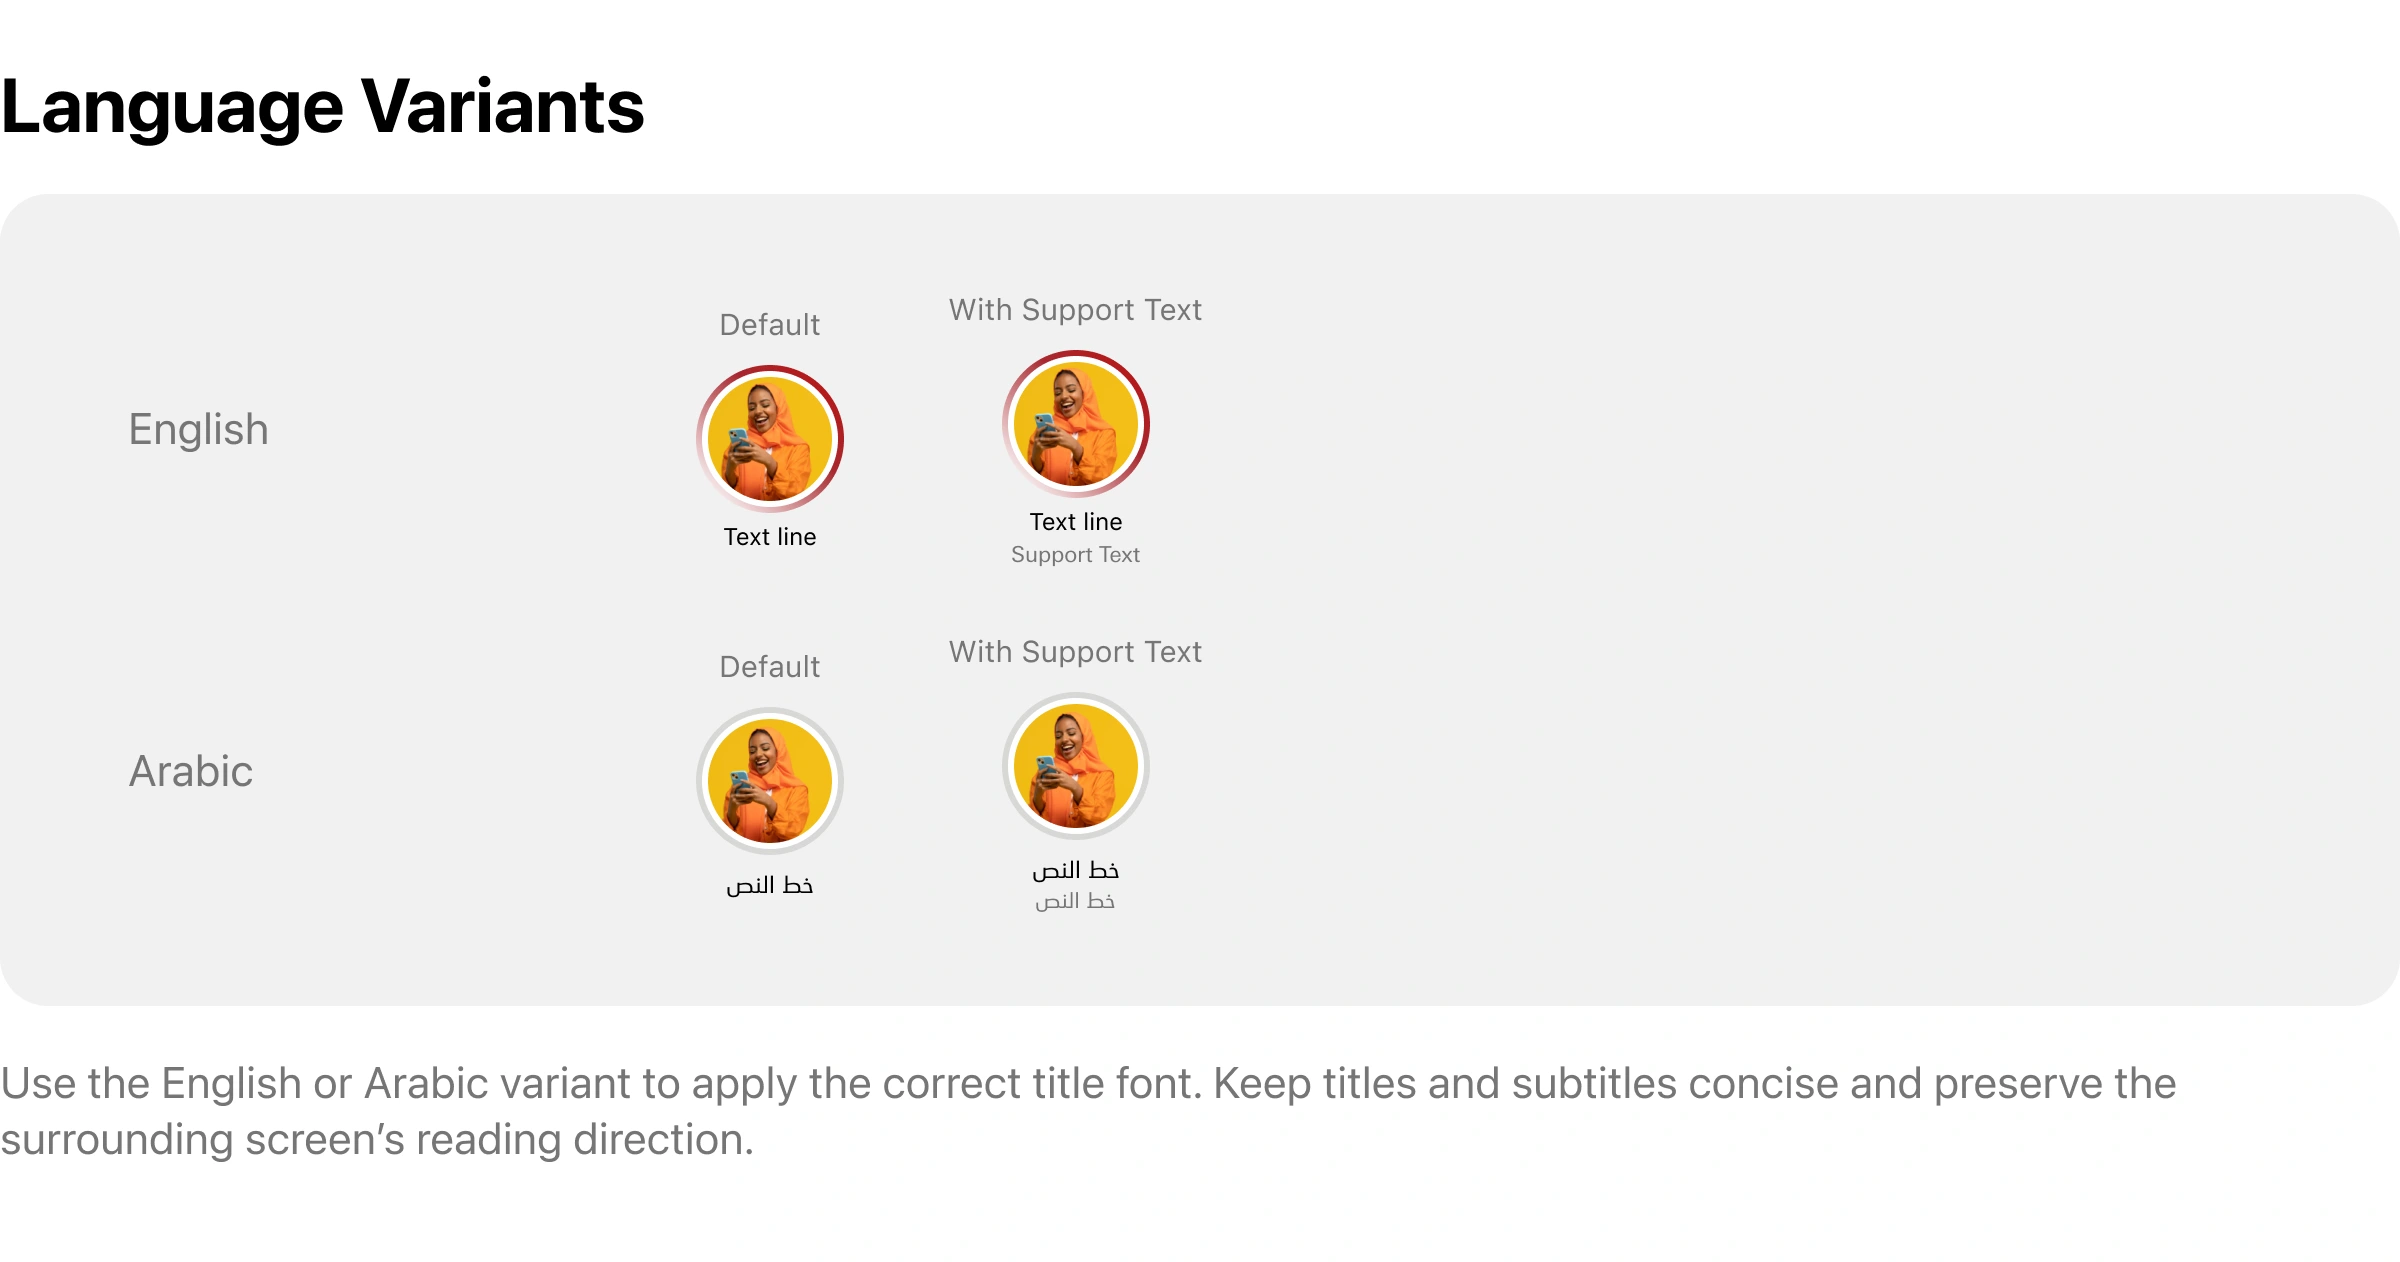 Language Variants
Default
With Support Text
English
Text line
Text line
Support Text
Default
With Support Text
Arabic
خط النص
خط النص
خط النص
Use the English or Arabic variant to apply the correct title font. Keep titles and subtitles concise and preserve the
surrounding screen’s reading direction.